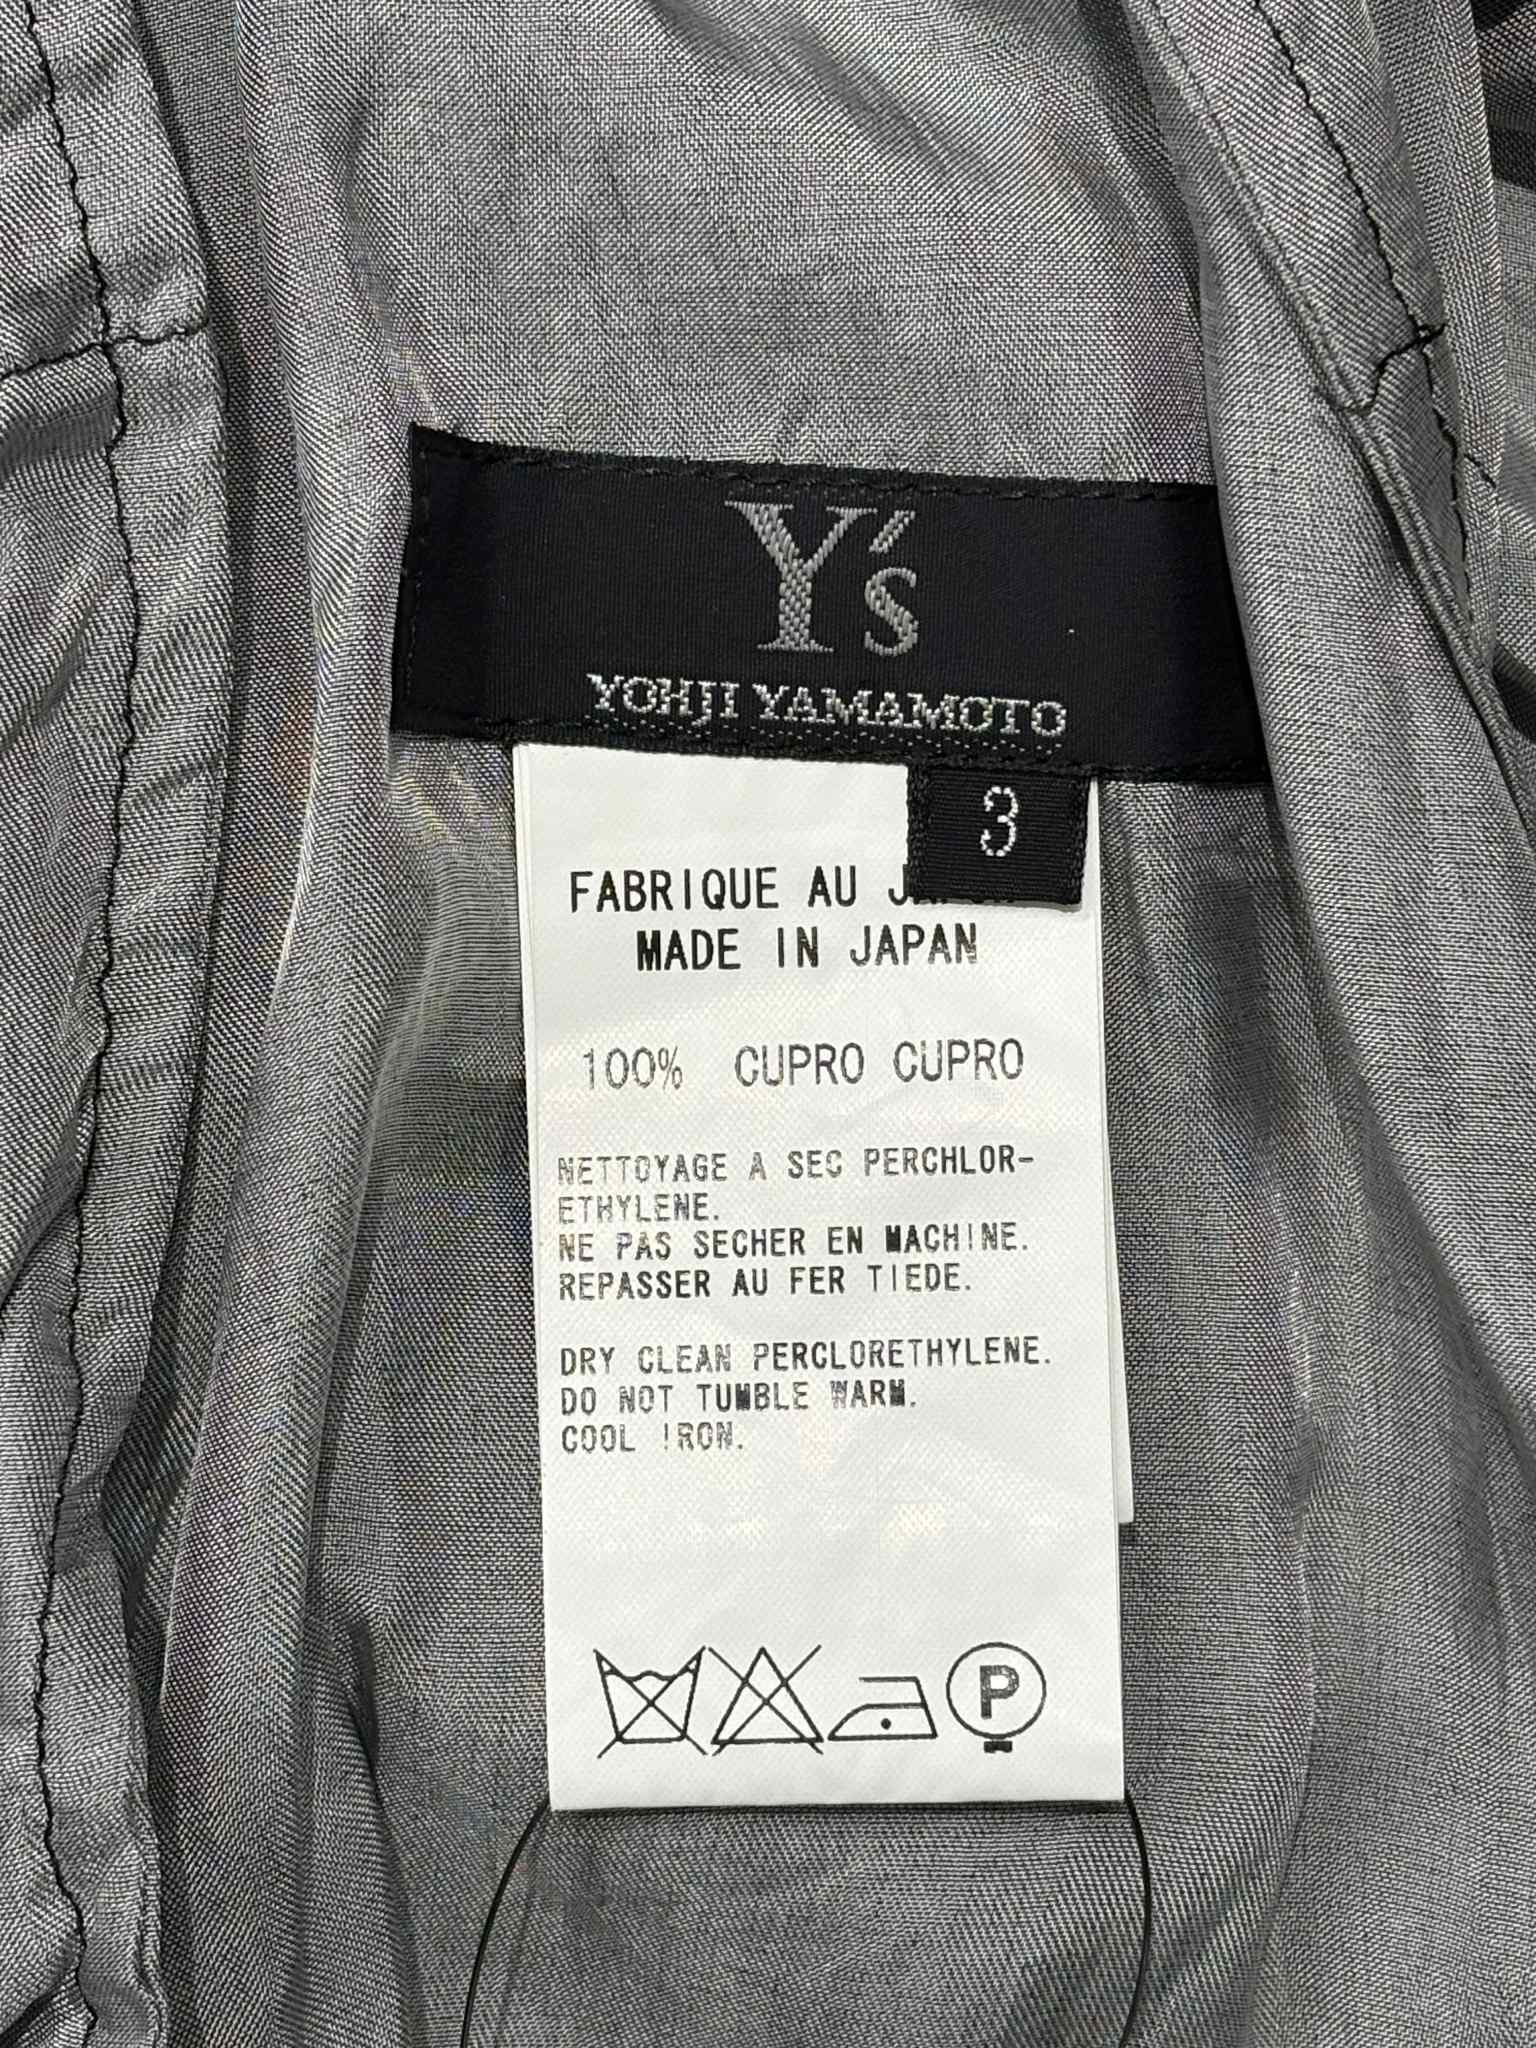 Y's
YOHJI YAMAMOTO
3
FABRIQUE AU
MADE IN JAPAN
100% CUPRO CUPRO
NETTOYAGE A SEC PERCHLOR-
ETHYLENE.
NE PAS SECHER EN MACHINE.
REPASSER AU FER TIEDE.
DRY CLEAN PERCLORETHYLENE.
DO NOT TUMBLE WARM.
COOL IRON.
P